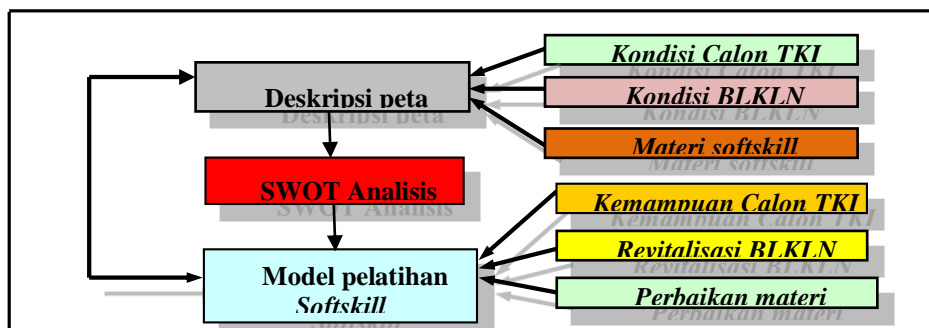 Kondisi Calon TKI
Deskripsi peta
Kondisi BLKLN
Materi softskill
SWOT Analisis
Kemampuan Calon TKI
Revitalisasi BLKLN
Model pelatihan
Softskill
Perbaikan materi